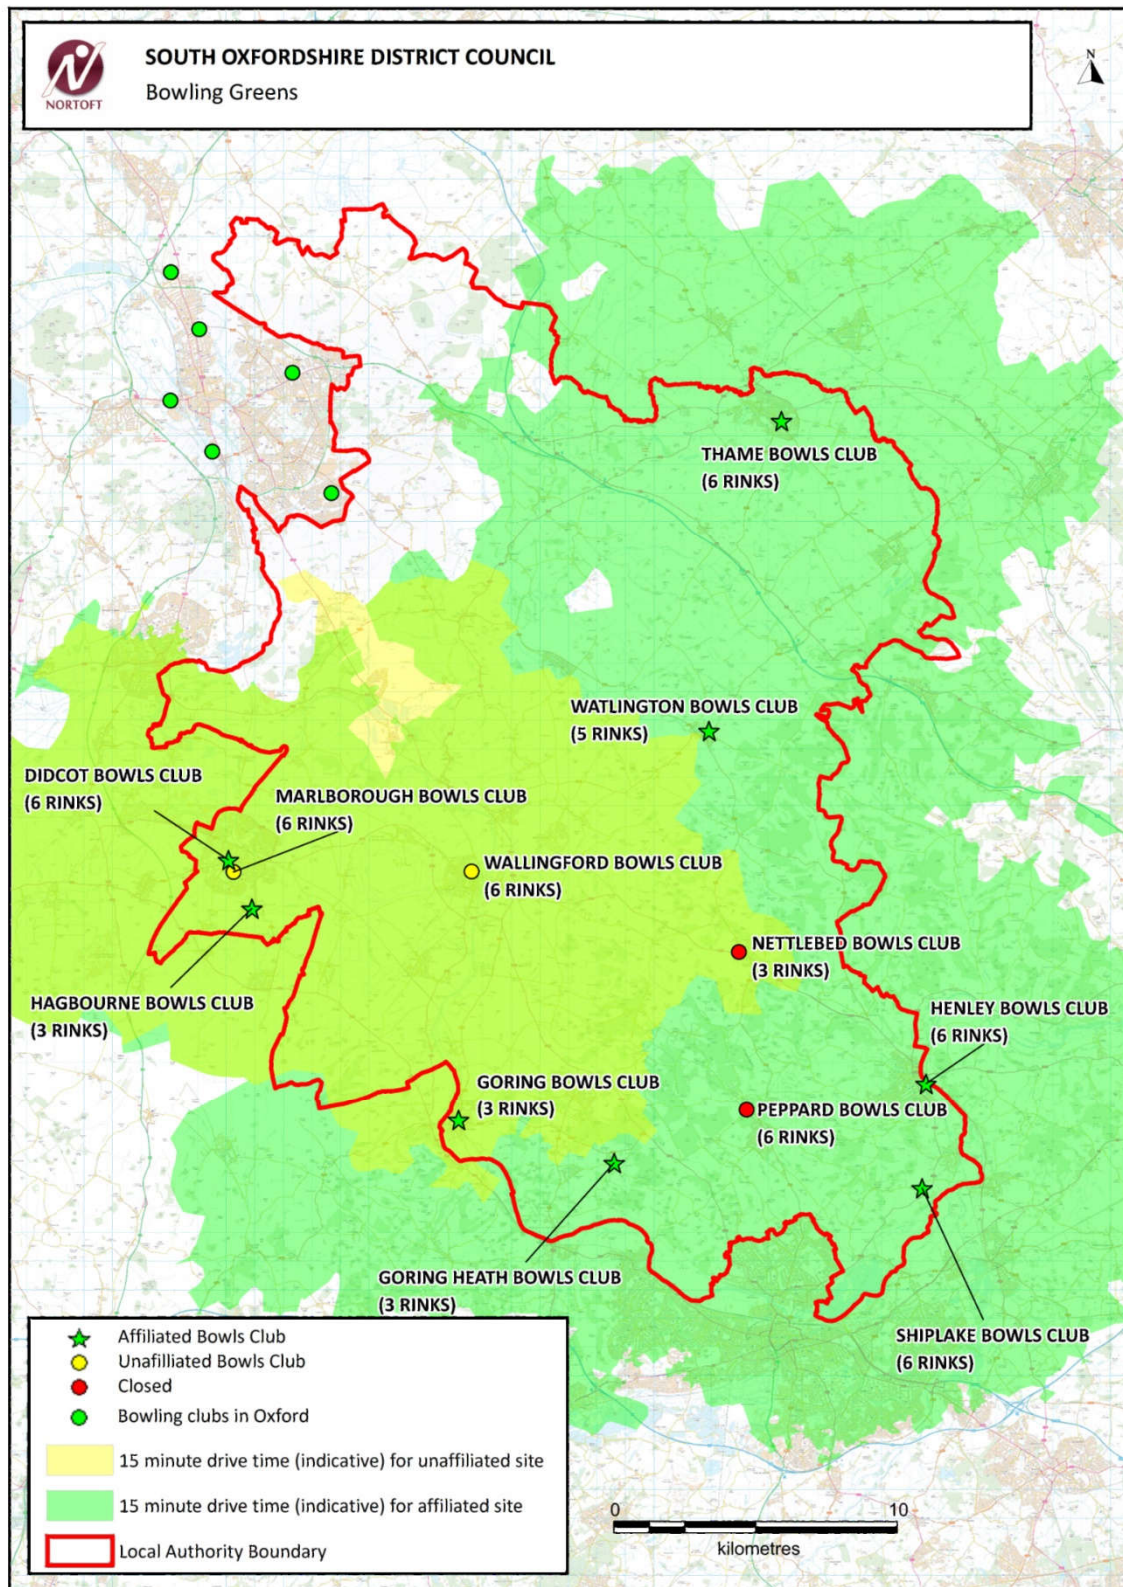 SOUTH OXFORDSHIRE DISTRICT COUNCIL
Bowling Greens
NORTOFT
N
THAME BOWLS CLUB
(6 RINKS)
WATLINGTON BOWLS CLUB
(5 RINKS)
DIDCOT BOWLS CLUB
(6 RINKS)
MARLBOROUGH BOWLS CLUB
(6 RINKS)
WALLINGFORD BOWLS CLUB
(6 RINKS)
NETTLEBED BOWLS CLUB
(3 RINKS)
HAGBOURNE BOWLS CLUB
(3 RINKS)
HENLEY BOWLS CLUB
(6 RINKS)
GORING BOWLS CLUB
(3 RINKS)
PEPPARD BOWLS CLUB
(6 RINKS)
GORING HEATH BOWLS CLUB
(3 RINKS)
SHIPLAKE BOWLS CLUB
(6 RINKS)
Affiliated Bowls Club
Unafilliated Bowls Club
Closed
Bowling clubs in Oxford
15 minute drive time (indicative) for unaffiliated site
15 minute drive time (indicative) for affiliated site
Local Authority Boundary
0 10
kilometres